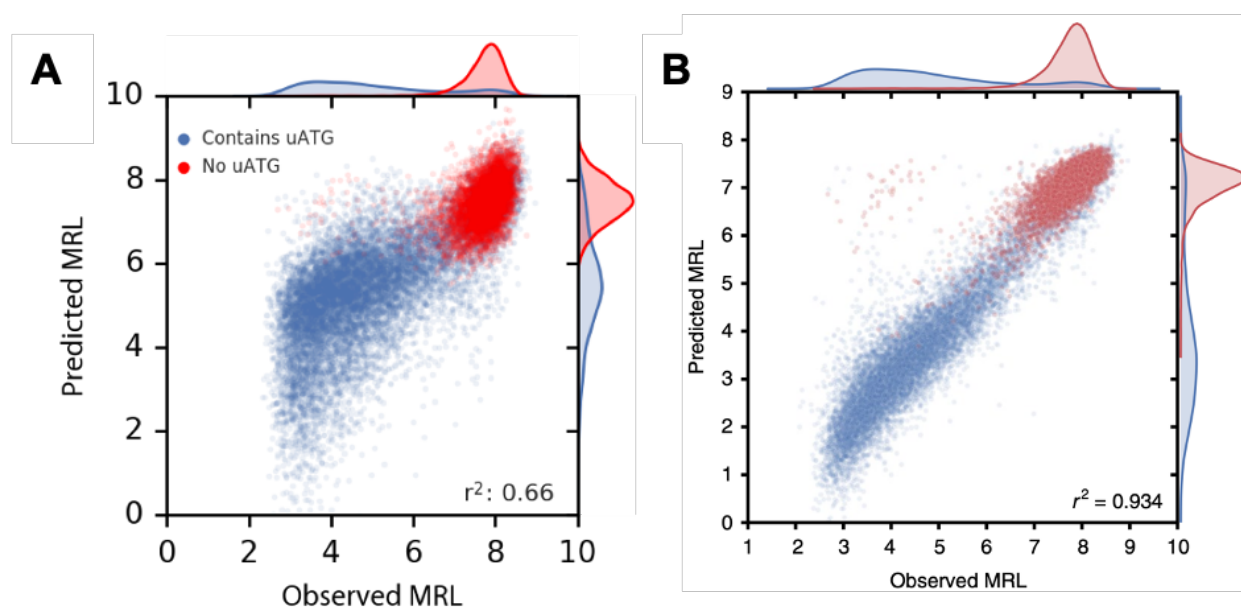 A
10
8
6
4
2
0
0 2 4 6 8 10
Predicted MRL
Observed MRL
Contains uATG
No uATG
r²: 0.66
B
9
8
7
6
5
4
3
2
1
0
1 2 3 4 5 6 7 8 9 10
Predicted MRL
Observed MRL
r² = 0.934